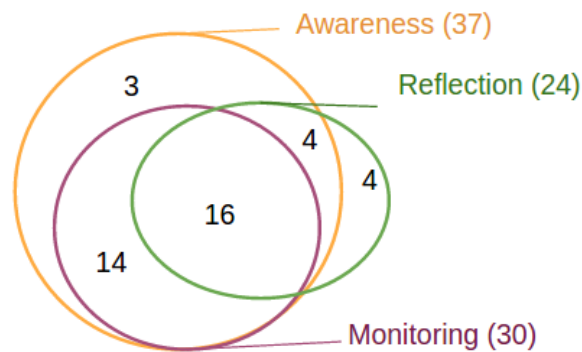 Awareness (37)
Reflection (24)
3
4
4
16
14
Monitoring (30)